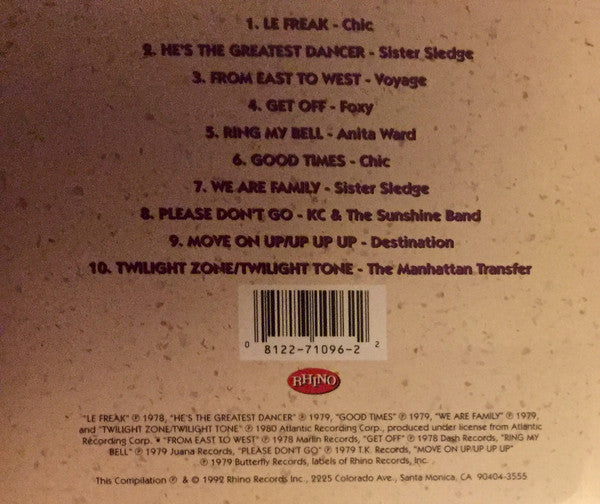 1. LE FREAK - Chic
2. HE'S THE GREATEST DANCER - Sister Sledge
3. FROM EAST TO WEST - Voyage
4. GET OFF - Foxy
5. RING MY BELL - Anita Ward
6. GOOD TIMES - Chic
7. WE ARE FAMILY - Sister Sledge
8. PLEASE DON'T GO - KC & The Sunshine Band
9. MOVE ON UP/UP UP UP - Destination
10. TWILIGHT ZONE/TWILIGHT TONE - The Manhattan Transfer
0 8122-71096-2 2
RHINO
"LE FREAK" ℗ 1978, "HE'S THE GREATEST DANCER" ℗ 1979, "GOOD TIMES" ℗ 1979, "WE ARE FAMILY" ℗ 1979,
and "TWILIGHT ZONE/TWILIGHT TONE" ℗ 1980 Atlantic Recording Corp., produced under license from Atlantic
Recording Corp. • "FROM EAST TO WEST" ℗ 1978 Marlin Records, "GET OFF" ℗ 1978 Dash Records, "RING MY
BELL" ℗ 1979 Juana Records, "PLEASE DON'T GO" ℗ 1979 T.K. Records, "MOVE ON UP/UP UP UP"
℗ 1979 Butterfly Records, labels of Rhino Records, Inc.
This Compilation ℗ & © 1992 Rhino Records Inc., 2225 Colorado Ave., Santa Monica, CA 90404-3555